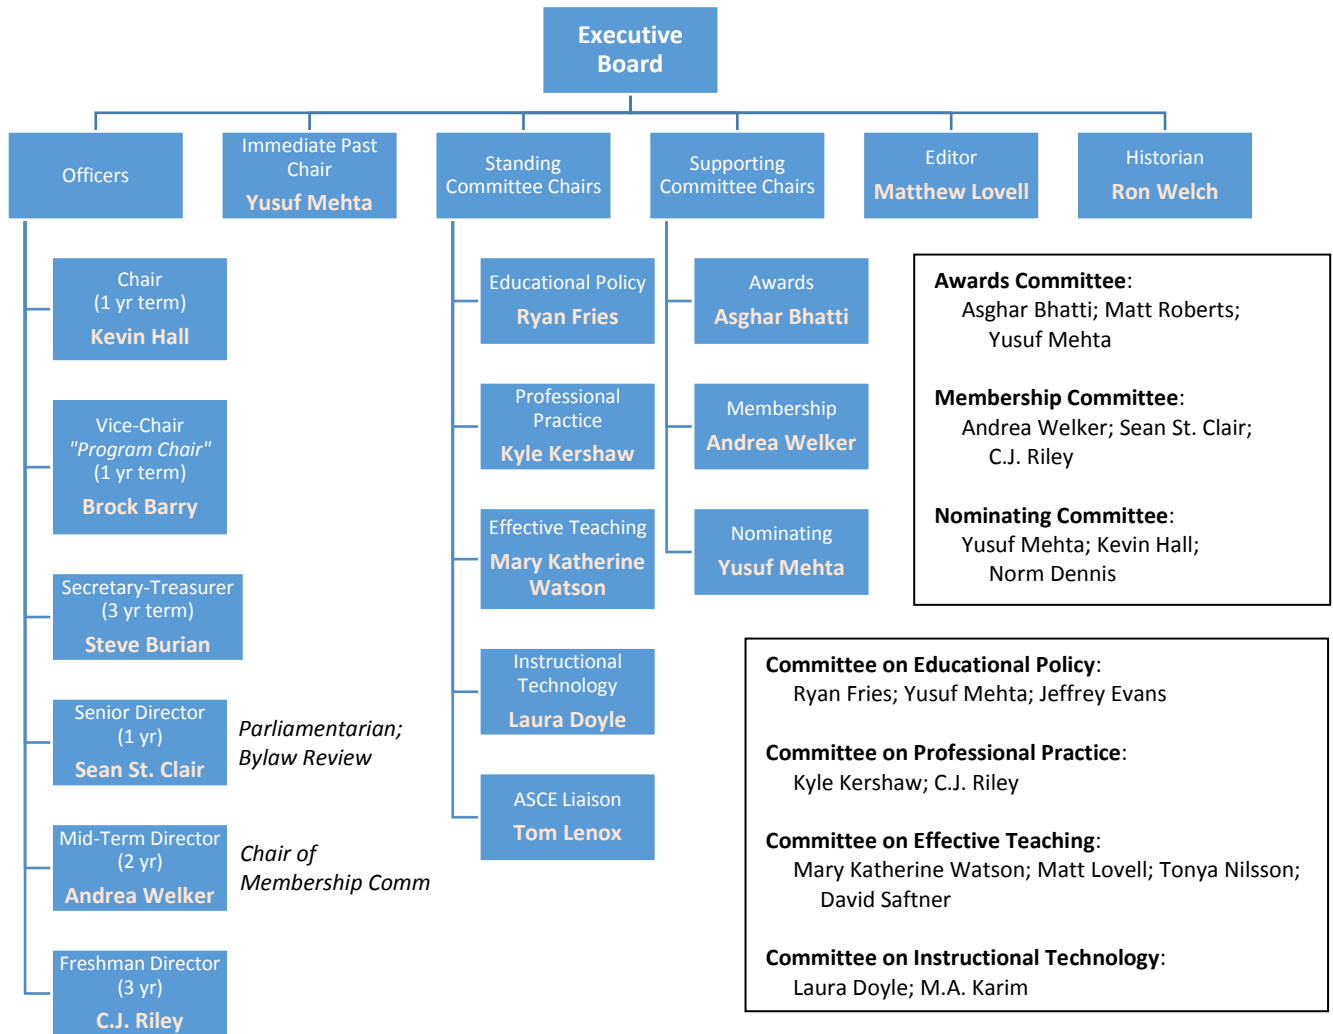 Executive
Board
Officers
Immediate Past
Chair
Yusuf Mehta
Standing
Committee Chairs
Supporting
Committee Chairs
Editor
Matthew Lovell
Historian
Ron Welch
Chair
(1 yr term)
Kevin Hall
Vice-Chair
"Program Chair"
(1 yr term)
Brock Barry
Secretary-Treasurer
(3 yr term)
Steve Burian
Senior Director
(1 yr)
Sean St. Clair
Parliamentarian;
Bylaw Review
Mid-Term Director
(2 yr)
Andrea Welker
Chair of
Membership Comm
Freshman Director
(3 yr)
C.J. Riley
Educational Policy
Ryan Fries
Professional
Practice
Kyle Kershaw
Effective Teaching
Mary Katherine
Watson
Instructional
Technology
Laura Doyle
ASCE Liaison
Tom Lenox
Awards
Asghar Bhatti
Membership
Andrea Welker
Nominating
Yusuf Mehta
Awards Committee:
Asghar Bhatti; Matt Roberts;
Yusuf Mehta
Membership Committee:
Andrea Welker; Sean St. Clair;
C.J. Riley
Nominating Committee:
Yusuf Mehta; Kevin Hall;
Norm Dennis
Committee on Educational Policy:
Ryan Fries; Yusuf Mehta; Jeffrey Evans
Committee on Professional Practice:
Kyle Kershaw; C.J. Riley
Committee on Effective Teaching:
Mary Katherine Watson; Matt Lovell; Tonya Nilsson;
David Saftner
Committee on Instructional Technology:
Laura Doyle; M.A. Karim